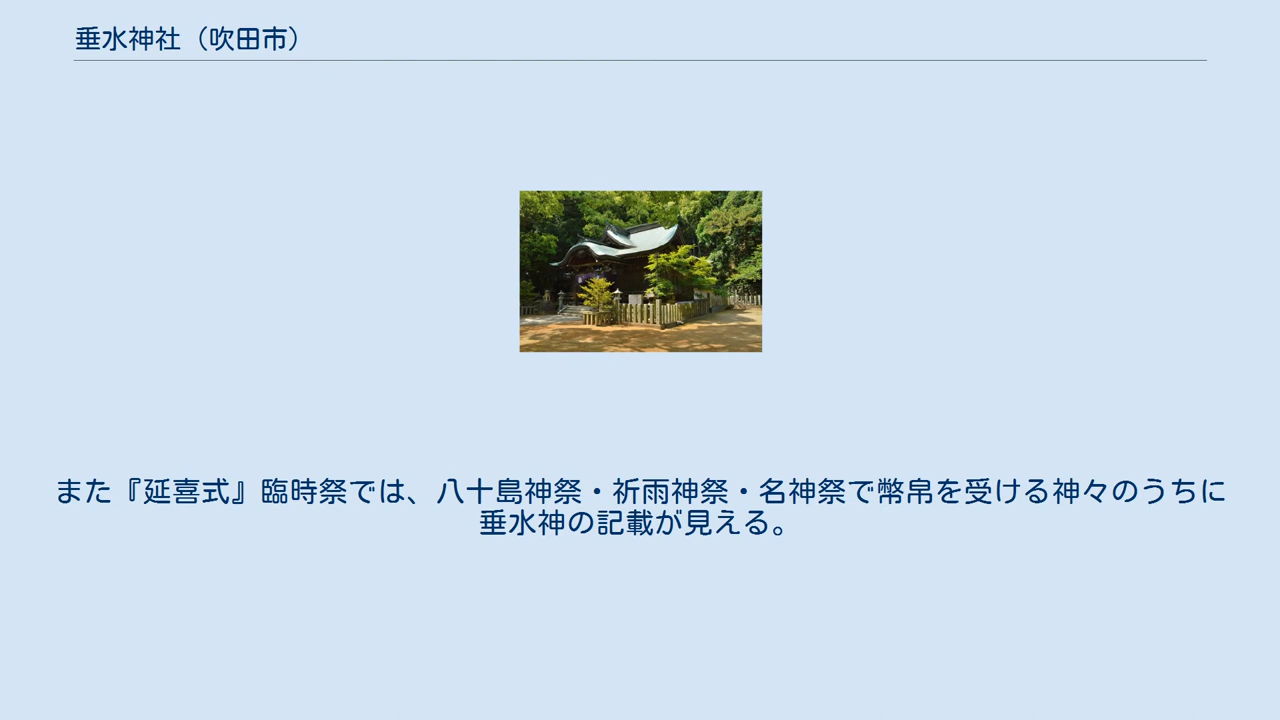 垂水神社（吹田市）
また『延喜式』臨時祭では、八十島神祭・祈雨神祭・名神祭で幣帛を受ける神々のうちに
垂水神の記載が見える。